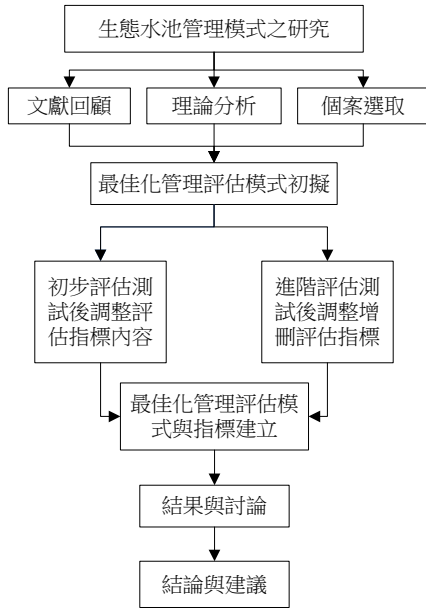 生態水池管理模式之研究
文獻回顧
理論分析
個案選取
最佳化管理評估模式初擬
初步評估測
試後調整評
估指標內容
進階評估測
試後調整增
刪評估指標
最佳化管理評估模
式與指標建立
結果與討論
結論與建議